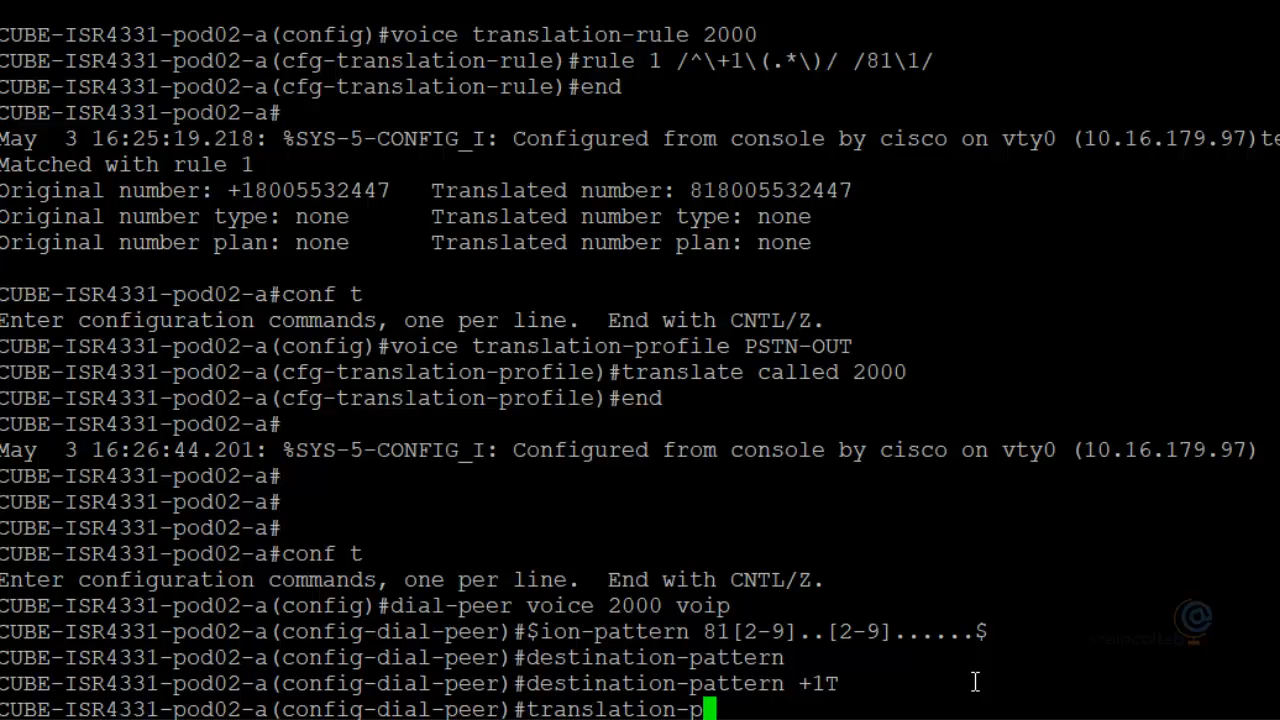 CUBE-ISR4331-pod02-a(config)#voice translation-rule 2000
CUBE-ISR4331-pod02-a(cfg-translation-rule)#rule 1 /^\+1\(.*\)/ /81\1/
CUBE-ISR4331-pod02-a(cfg-translation-rule)#end
CUBE-ISR4331-pod02-a#
May  3 16:25:19.218: %SYS-5-CONFIG_I: Configured from console by cisco on vty0 (10.16.179.97)te
Matched with rule 1
Original number: +18005532447   Translated number: 818005532447
Original number type: none      Translated number type: none
Original number plan: none      Translated number plan: none
CUBE-ISR4331-pod02-a#conf t
Enter configuration commands, one per line.  End with CNTL/Z.
CUBE-ISR4331-pod02-a(config)#voice translation-profile PSTN-OUT
CUBE-ISR4331-pod02-a(cfg-translation-profile)#translate called 2000
CUBE-ISR4331-pod02-a(cfg-translation-profile)#end
CUBE-ISR4331-pod02-a#
May  3 16:26:44.201: %SYS-5-CONFIG_I: Configured from console by cisco on vty0 (10.16.179.97)
CUBE-ISR4331-pod02-a#
CUBE-ISR4331-pod02-a#
CUBE-ISR4331-pod02-a#
CUBE-ISR4331-pod02-a#conf t
Enter configuration commands, one per line.  End with CNTL/Z.
CUBE-ISR4331-pod02-a(config)#dial-peer voice 2000 voip
CUBE-ISR4331-pod02-a(config-dial-peer)#$ion-pattern 81[2-9]..[2-9]......$
CUBE-ISR4331-pod02-a(config-dial-peer)#destination-pattern
CUBE-ISR4331-pod02-a(config-dial-peer)#destination-pattern +1T
CUBE-ISR4331-pod02-a(config-dial-peer)#translation-p